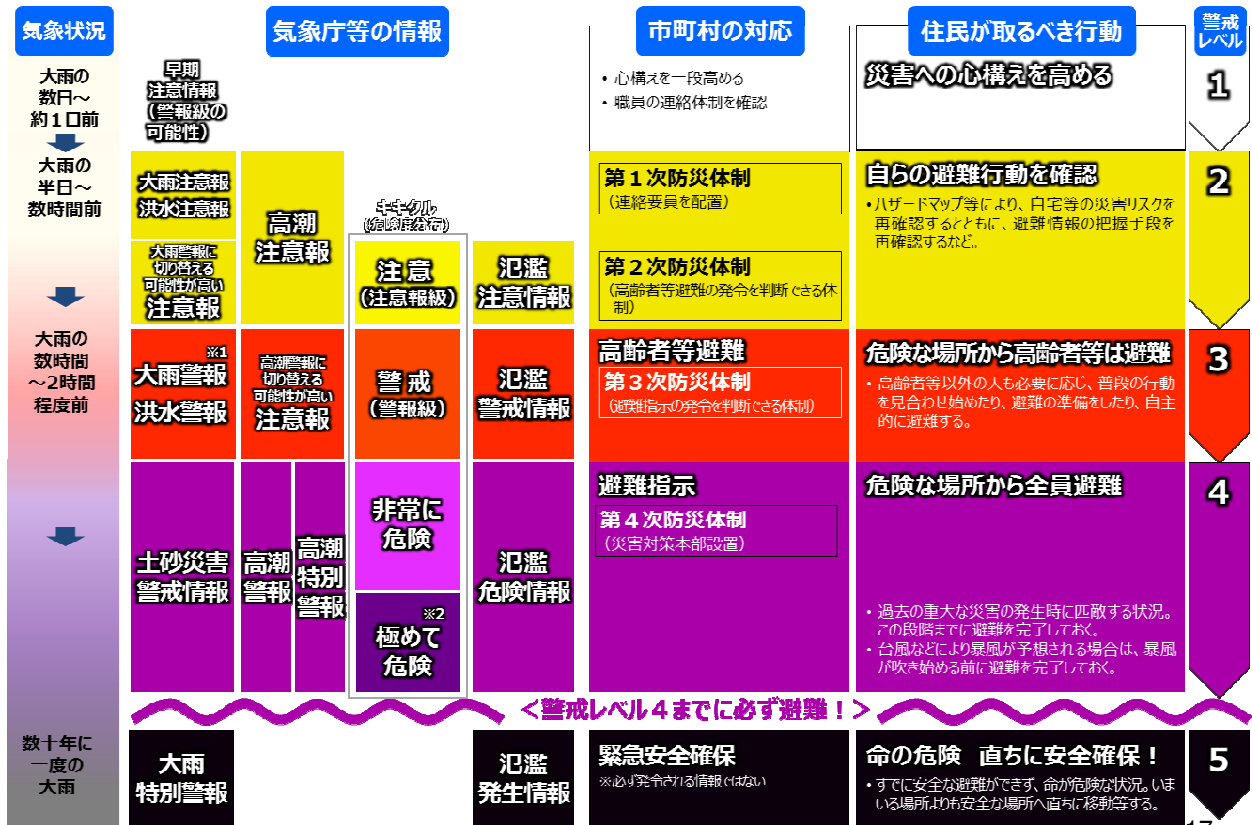 気象状況
気象庁等の情報
市町村の対応
住民が取るべき行動
警戒
レベル
大雨の
数日～
約１日前
早期
注意情報
（警報級の
可能性）
・心構えを一段高める
・職員の連絡体制を確認
災害への心構えを高める
1
大雨の
半日～
数時間前
大雨注意報
洪水注意報
大雨警報に
切り替える
可能性が高い
注意報
高潮
注意報
キキクル
（危険度分布）
注意
（注意報級）
氾濫
注意情報
第１次防災体制
（連絡要員を配置）
第２次防災体制
（高齢者等避難の発令を判断できる体
制）
自らの避難行動を確認
・ハザードマップ等により、自宅等の災害リスクを
再確認するとともに、避難情報の把握手段を
再確認するなど。
2
大雨の
数時間
～2時間
程度前
※1
大雨警報
洪水警報
高潮警報に
切り替える
可能性が高い
注意報
警戒
（警報級）
氾濫
警戒情報
高齢者等避難
第３次防災体制
（避難指示の発令を判断できる体制）
危険な場所から高齢者等は避難
・高齢者等以外の人も必要に応じ、普段の行動
を見合わせ始めたり、避難の準備をしたり、自主
的に避難する。
3
土砂災害
警戒情報
高潮
警報
高潮
特別
警報
非常に
危険
※2
極めて
危険
氾濫
危険情報
避難指示
第４次防災体制
（災害対策本部設置）
危険な場所から全員避難
・過去の重大な災害の発生時に匹敵する状況。
この段階までに避難を完了しておく。
・台風などにより暴風が予想される場合は、暴風
が吹き始める前に避難を完了しておく。
4
＜警戒レベル４までに必ず避難！＞
数十年に
一度の
大雨
大雨
特別警報
氾濫
発生情報
緊急安全確保
※必ず発令される情報ではない
命の危険 直ちに安全確保！
・すでに安全な避難ができず、命が危険な状況。いま
いる場所よりも安全な場所へ直ちに移動等する。
5